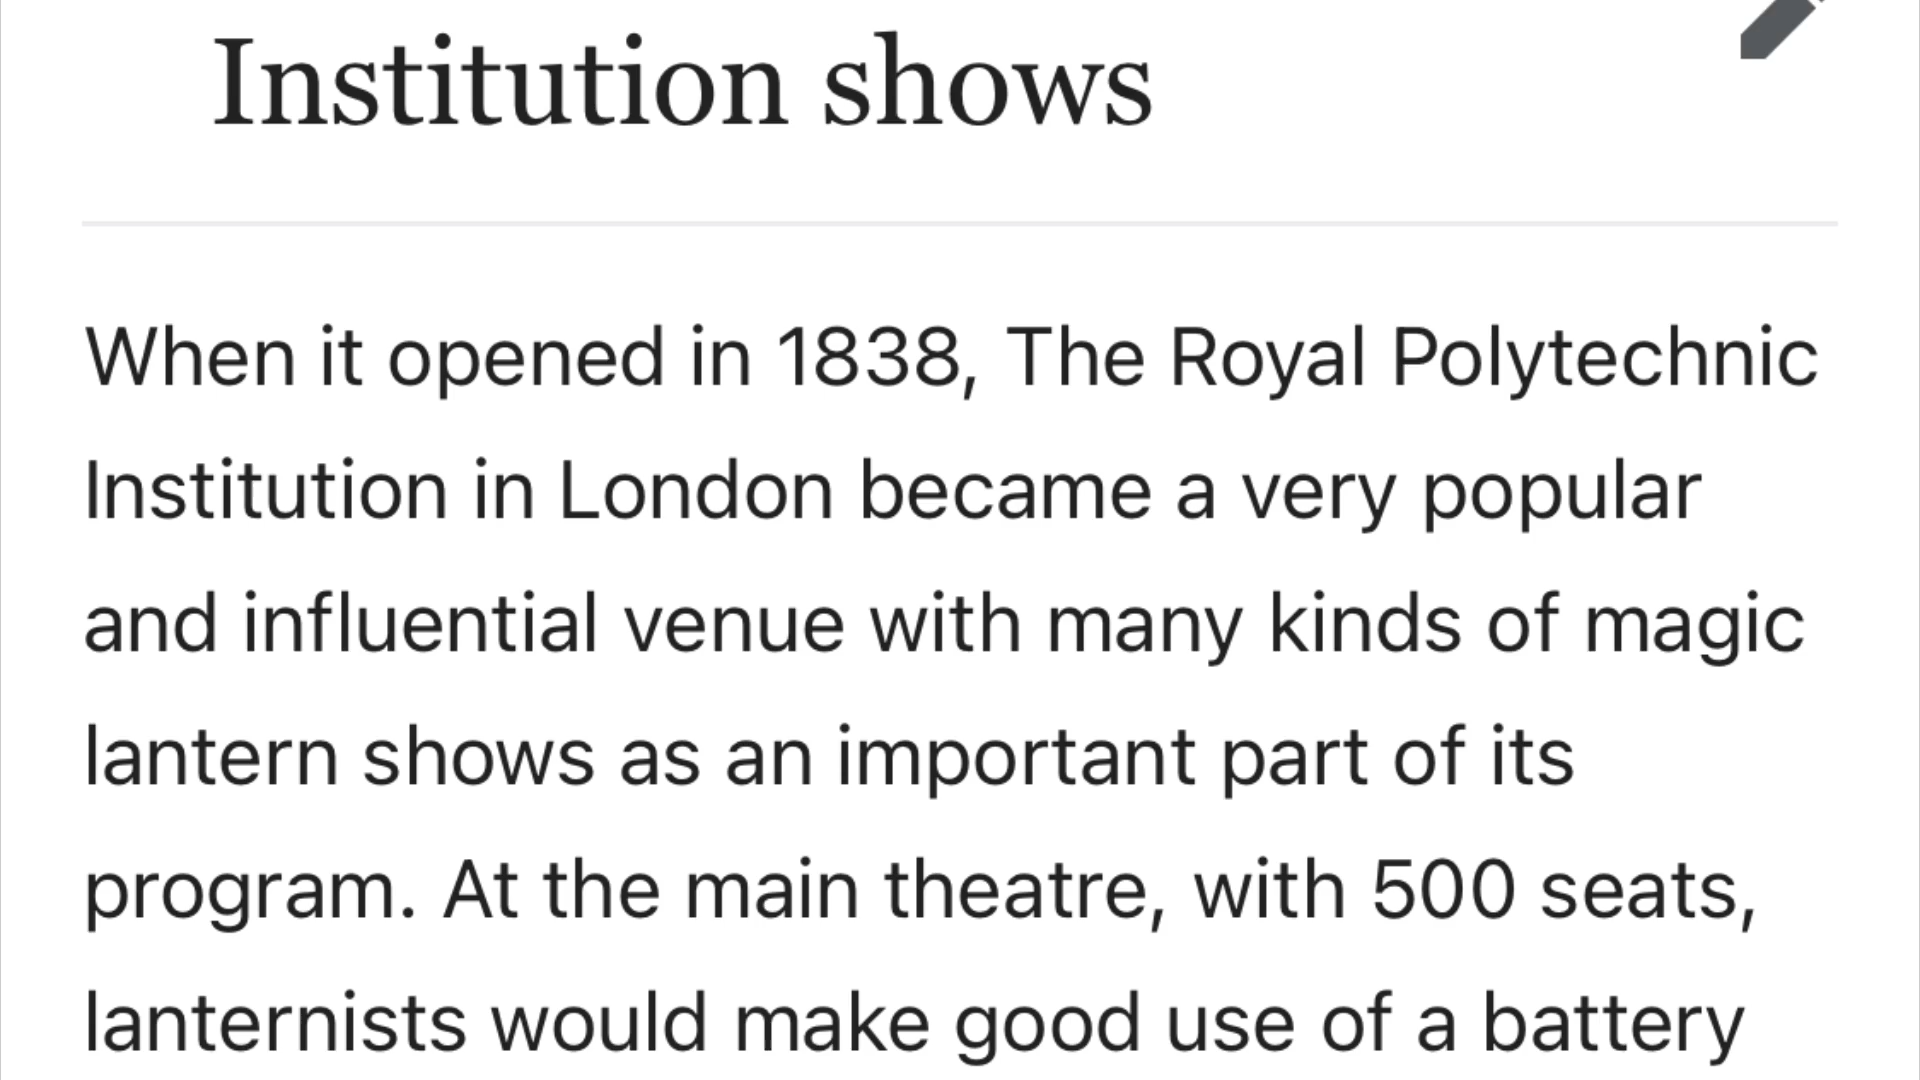 Institution shows
When it opened in 1838, The Royal Polytechnic
Institution in London became a very popular
and influential venue with many kinds of magic
lantern shows as an important part of its
program. At the main theatre, with 500 seats,
lanternists would make good use of a battery